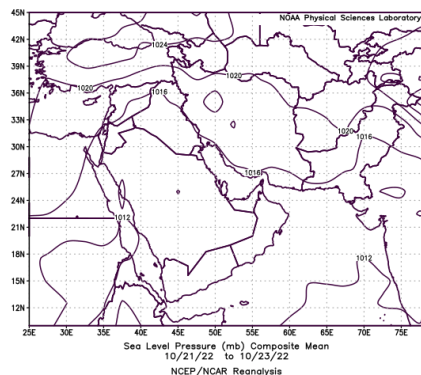 NOAA Physical Sciences Laboratory
45N
42N
39N
36N
33N
30N
27N
24N
21N
18N
15N
12N
1024
1020
1020
1016
1020
1016
1016
1012
1012
25E 30E 35E 40E 45E 50E 55E 60E 65E 70E 75E
Sea Level Pressure (mb) Composite Mean
10/21/22 to 10/23/22
NCEP/NCAR Reanalysis